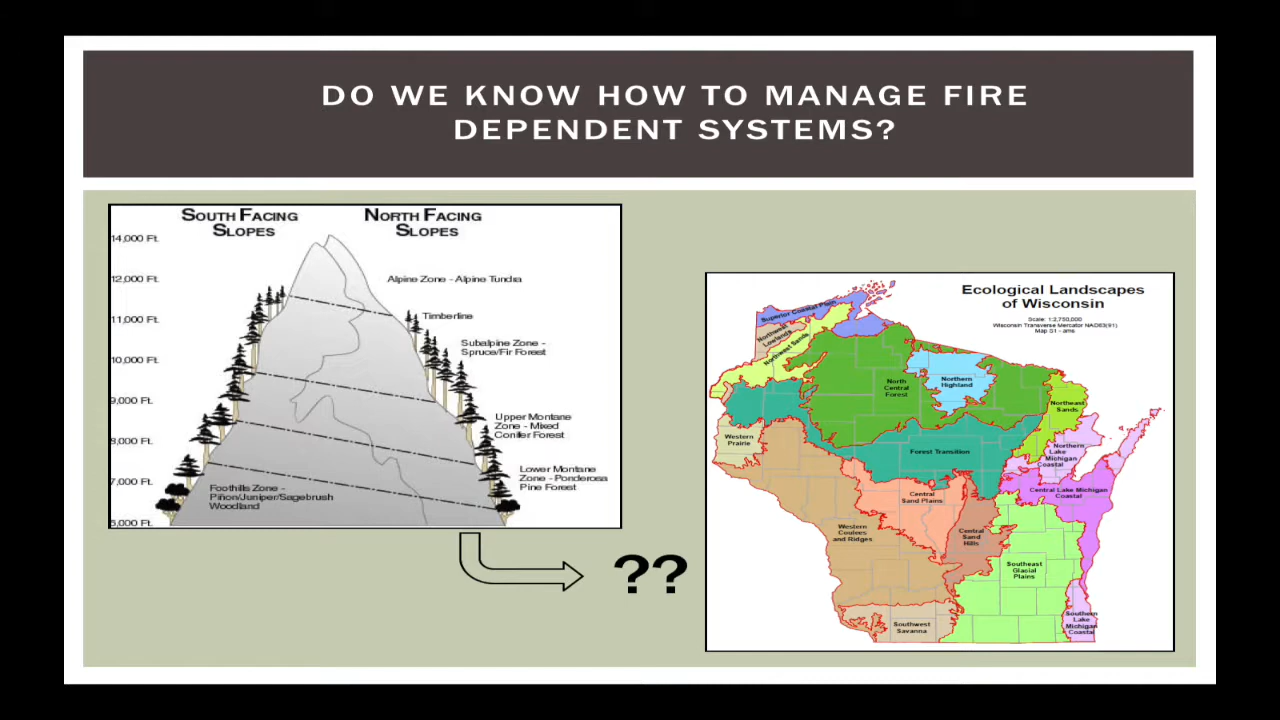 DO WE KNOW HOW TO MANAGE FIRE
DEPENDENT SYSTEMS?
SOUTH FACING
SLOPES
NORTH FACING
SLOPES
14,000 Ft.
12,000 Ft.
Alpine Zone - Alpine Tundra
11,000 Ft.
Timberline
Subalpine Zone -
Spruce/Fir Forest
10,000 Ft.
9,000 Ft.
Upper Montane
Zone - Mixed
Conifer Forest
8,000 Ft.
Lower Montane
Zone - Ponderosa
Pine Forest
7,000 Ft.
Foothills Zone -
Piñon/Juniper/Sagebrush
Woodland
??
Ecological Landscapes
of Wisconsin
Scale: 1:2,750,000
Wisconsin Transverse Mercator NAD83(91)
Map S1 - ams
Superior Coastal Plain
Northwest
Lowlands
Northwest Sands
North
Central
Forest
Northern
Highland
Northeast
Sands
Western
Prairie
Forest Transition
Northern
Lake
Michigan
Coastal
Central Lake Michigan
Coastal
Central
Sand Plains
Western Coulees
and Ridges
Central
Sand
Hills
Southeast
Glacial
Plains
Southwest
Savanna
Southern
Lake
Michigan
Coastal